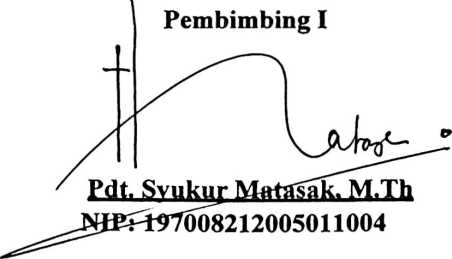 Pembimbing I
Pdt. Syukur Matasak, M.Th
NIP: 197008212005011004